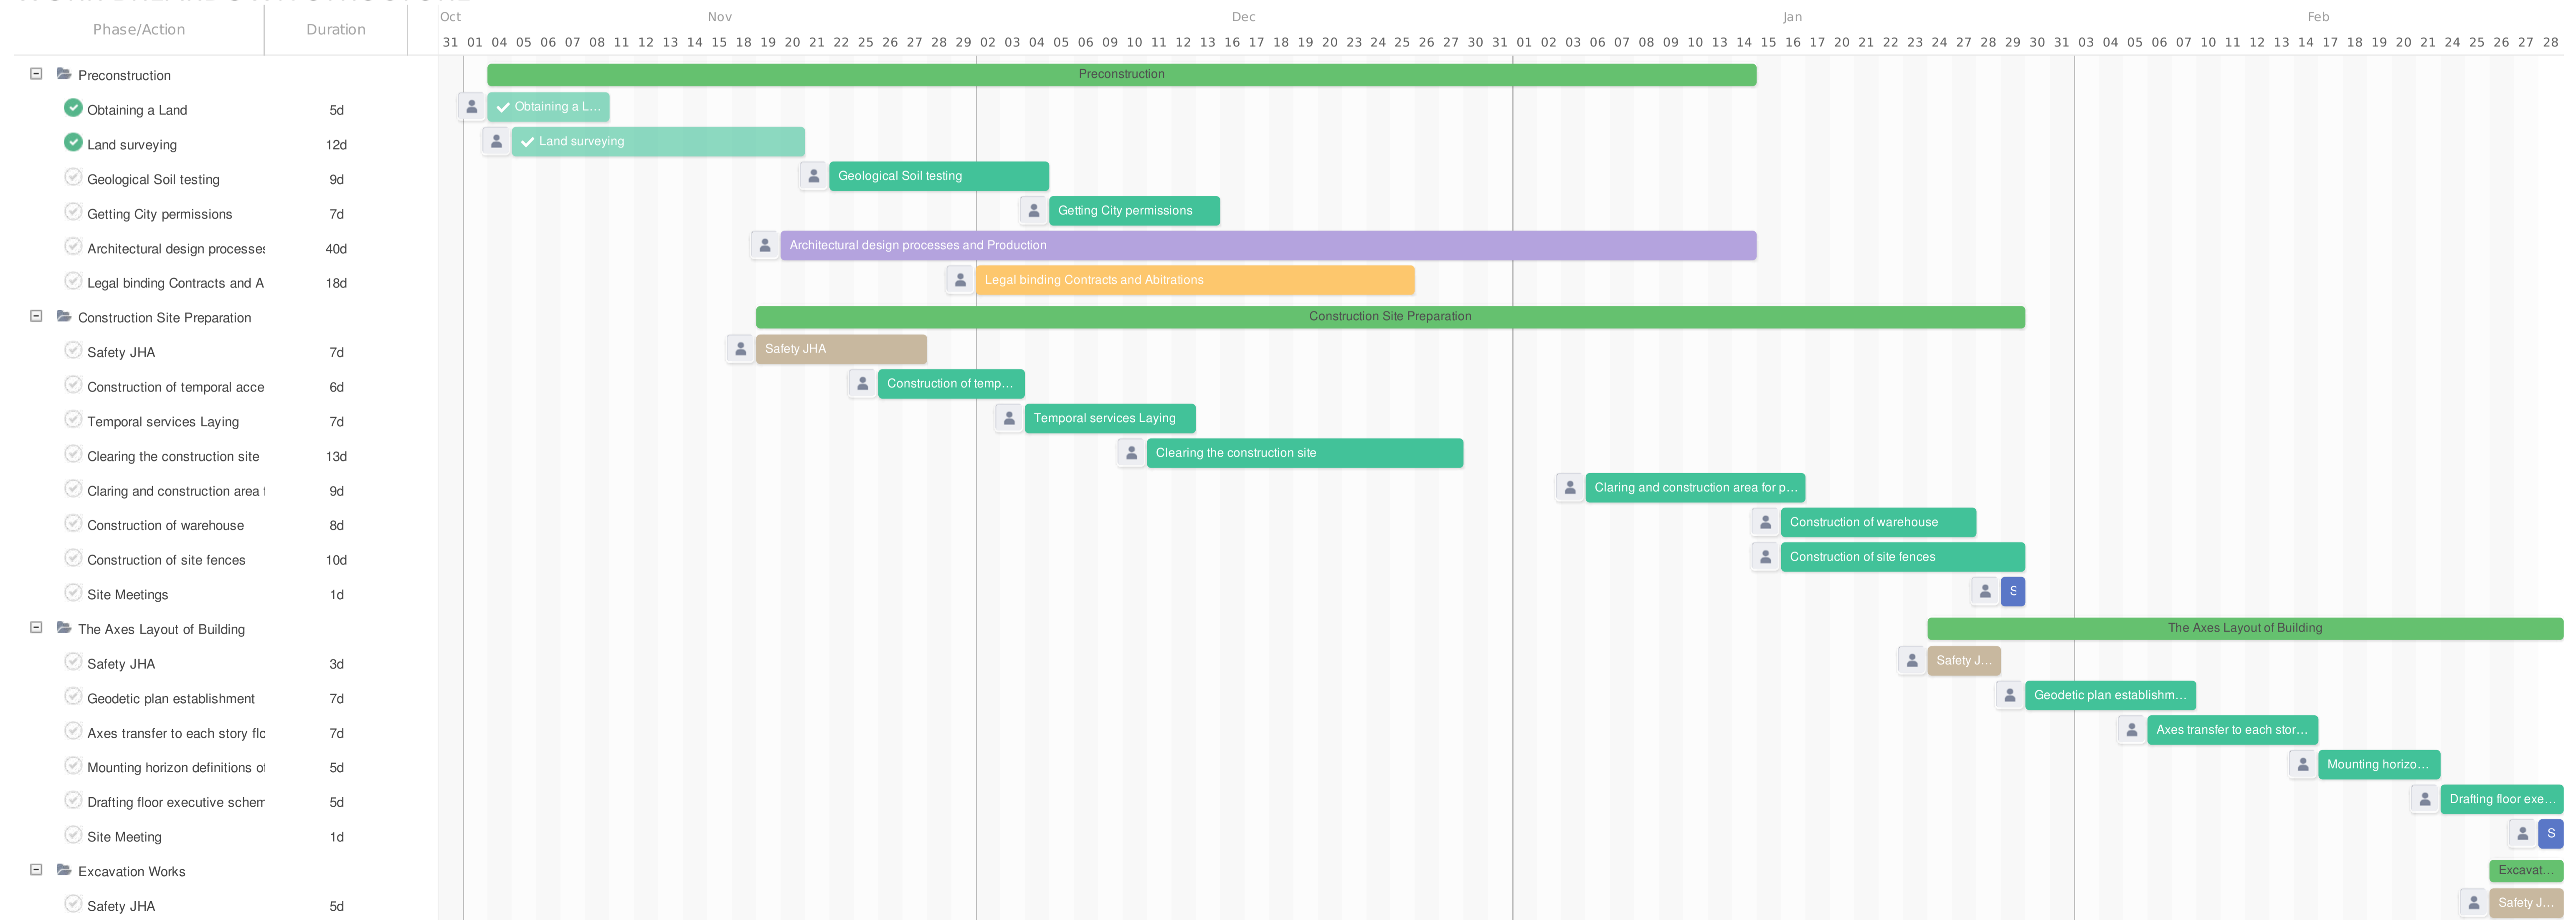 Phase/Action Duration
Oct Nov Dec Jan Feb
31 01 04 05 06 07 08 11 12 13 14 15 18 19 20 21 22 25 26 27 28 29 02 03 04 05 06 09 10 11 12 13 16 17 18 19 20 23 24 25 26 27 30 31 01 02 03 06 07 08 09 10 13 14 15 16 17 20 21 22 23 24 27 28 29 30 31 03 04 05 06 07 10 11 12 13 14 17 18 19 20 21 24 25 26 27 28
Preconstruction Preconstruction
Obtaining a Land 5d Obtaining a L...
Land surveying 12d Land surveying
Geological Soil testing 9d Geological Soil testing
Getting City permissions 7d Getting City permissions
Architectural design processes 40d Architectural design processes and Production
Legal binding Contracts and A 18d Legal binding Contracts and Abitrations
Construction Site Preparation Construction Site Preparation
Safety JHA 7d Safety JHA
Construction of temporal acce 6d Construction of temp...
Temporal services Laying 7d Temporal services Laying
Clearing the construction site 13d Clearing the construction site
Claring and construction area 9d Claring and construction area for p...
Construction of warehouse 8d Construction of warehouse
Construction of site fences 10d Construction of site fences
Site Meetings 1d S
The Axes Layout of Building The Axes Layout of Building
Safety JHA 3d Safety J...
Geodetic plan establishment 7d Geodetic plan establishm...
Axes transfer to each story flo 7d Axes transfer to each stor...
Mounting horizon definitions of 5d Mounting horizo...
Drafting floor executive schem 5d Drafting floor exe...
Site Meeting 1d S
Excavation Works Excavat...
Safety JHA 5d Safety J...